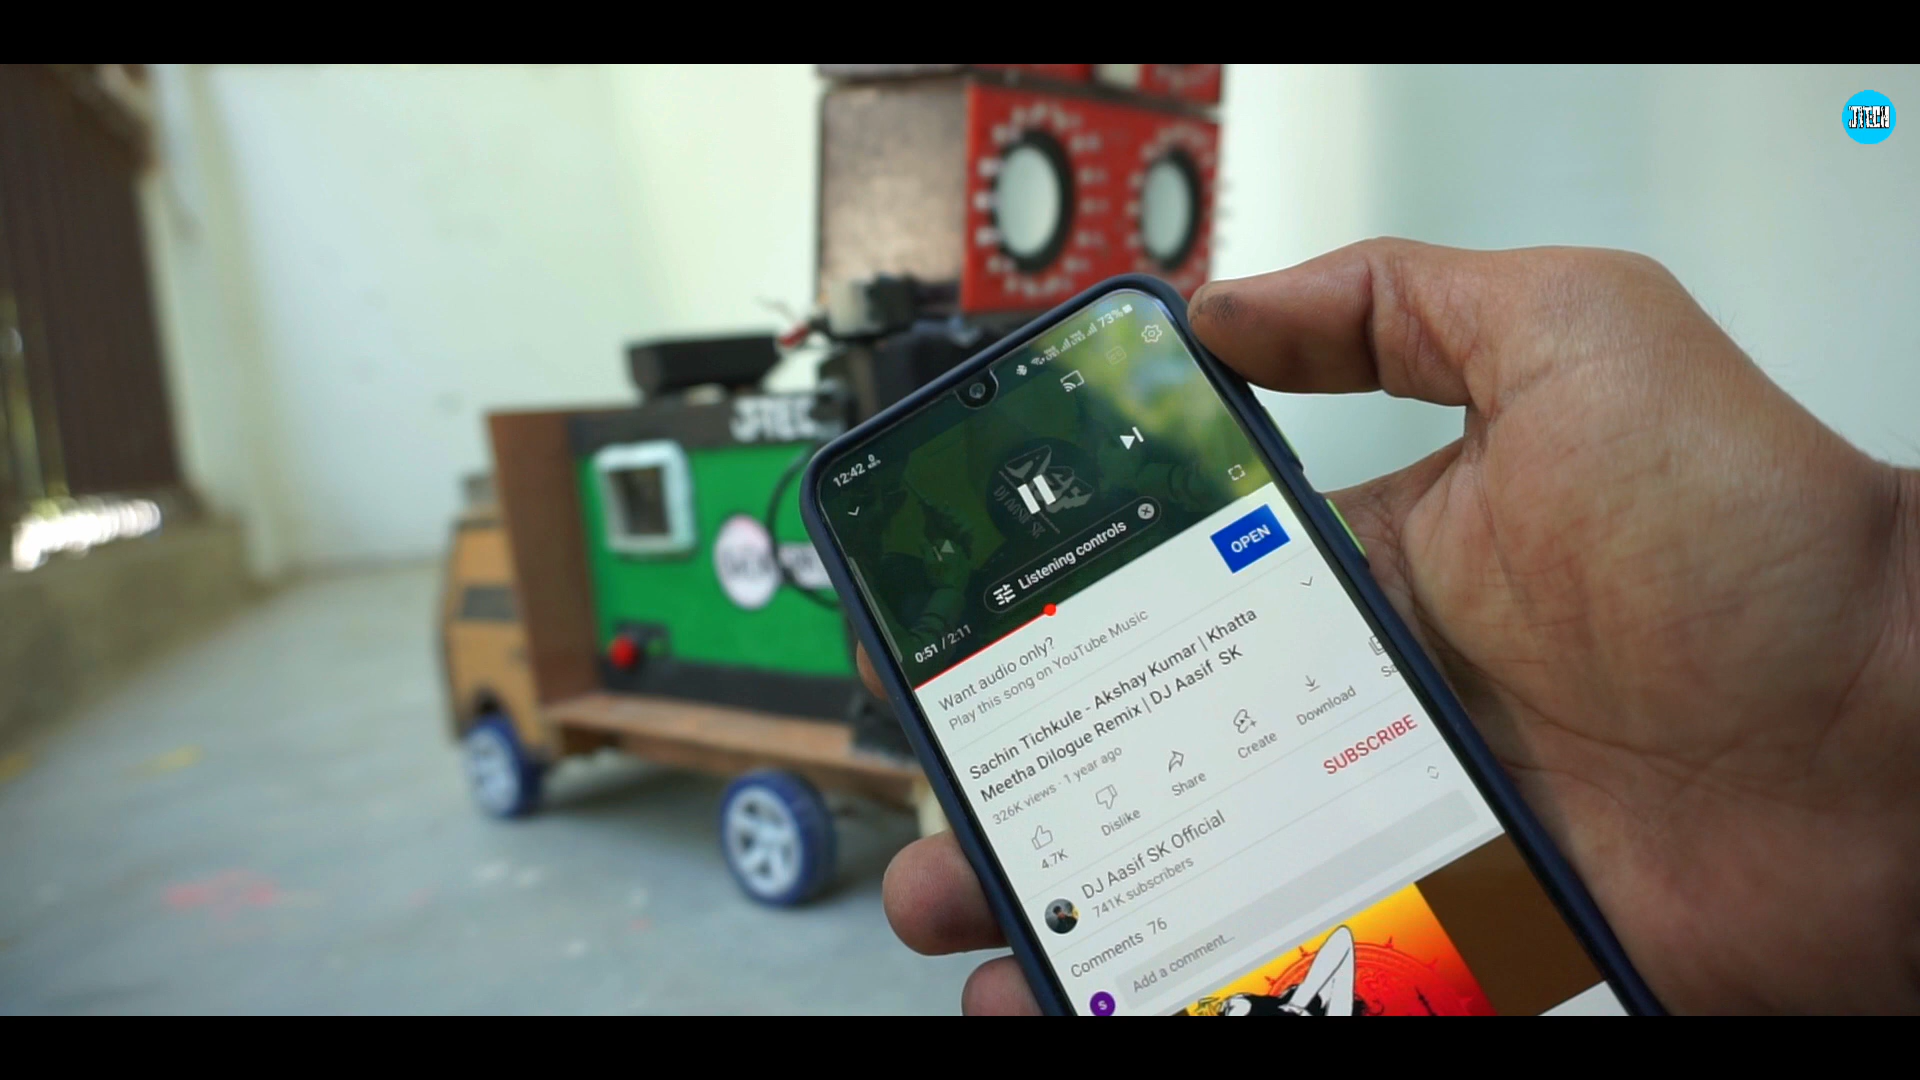 JTECH
JTEC
73%
12:42
Listening controls
0:51 / 2:11
OPEN
Want audio only?
Play this song on YouTube Music
Sachin Tichkule - Akshay Kumar | Khatta
Meetha Dilogue Remix | DJ Aasif SK
326K views · 1 year ago
4.7K
Dislike
Share
Create
Download
Sa
DJ Aasif SK Official
741K subscribers
SUBSCRIBE
Comments 76
S
Add a comment...